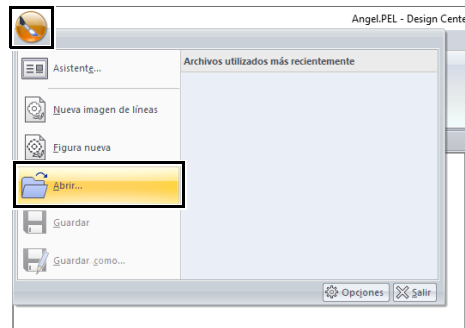 Angel.PEL - Design Cente
Asistente...
Archivos utilizados más recientemente
Nueva imagen de líneas
Figura nueva
Abrir...
Guardar
Guardar como...
Opciones
Salir